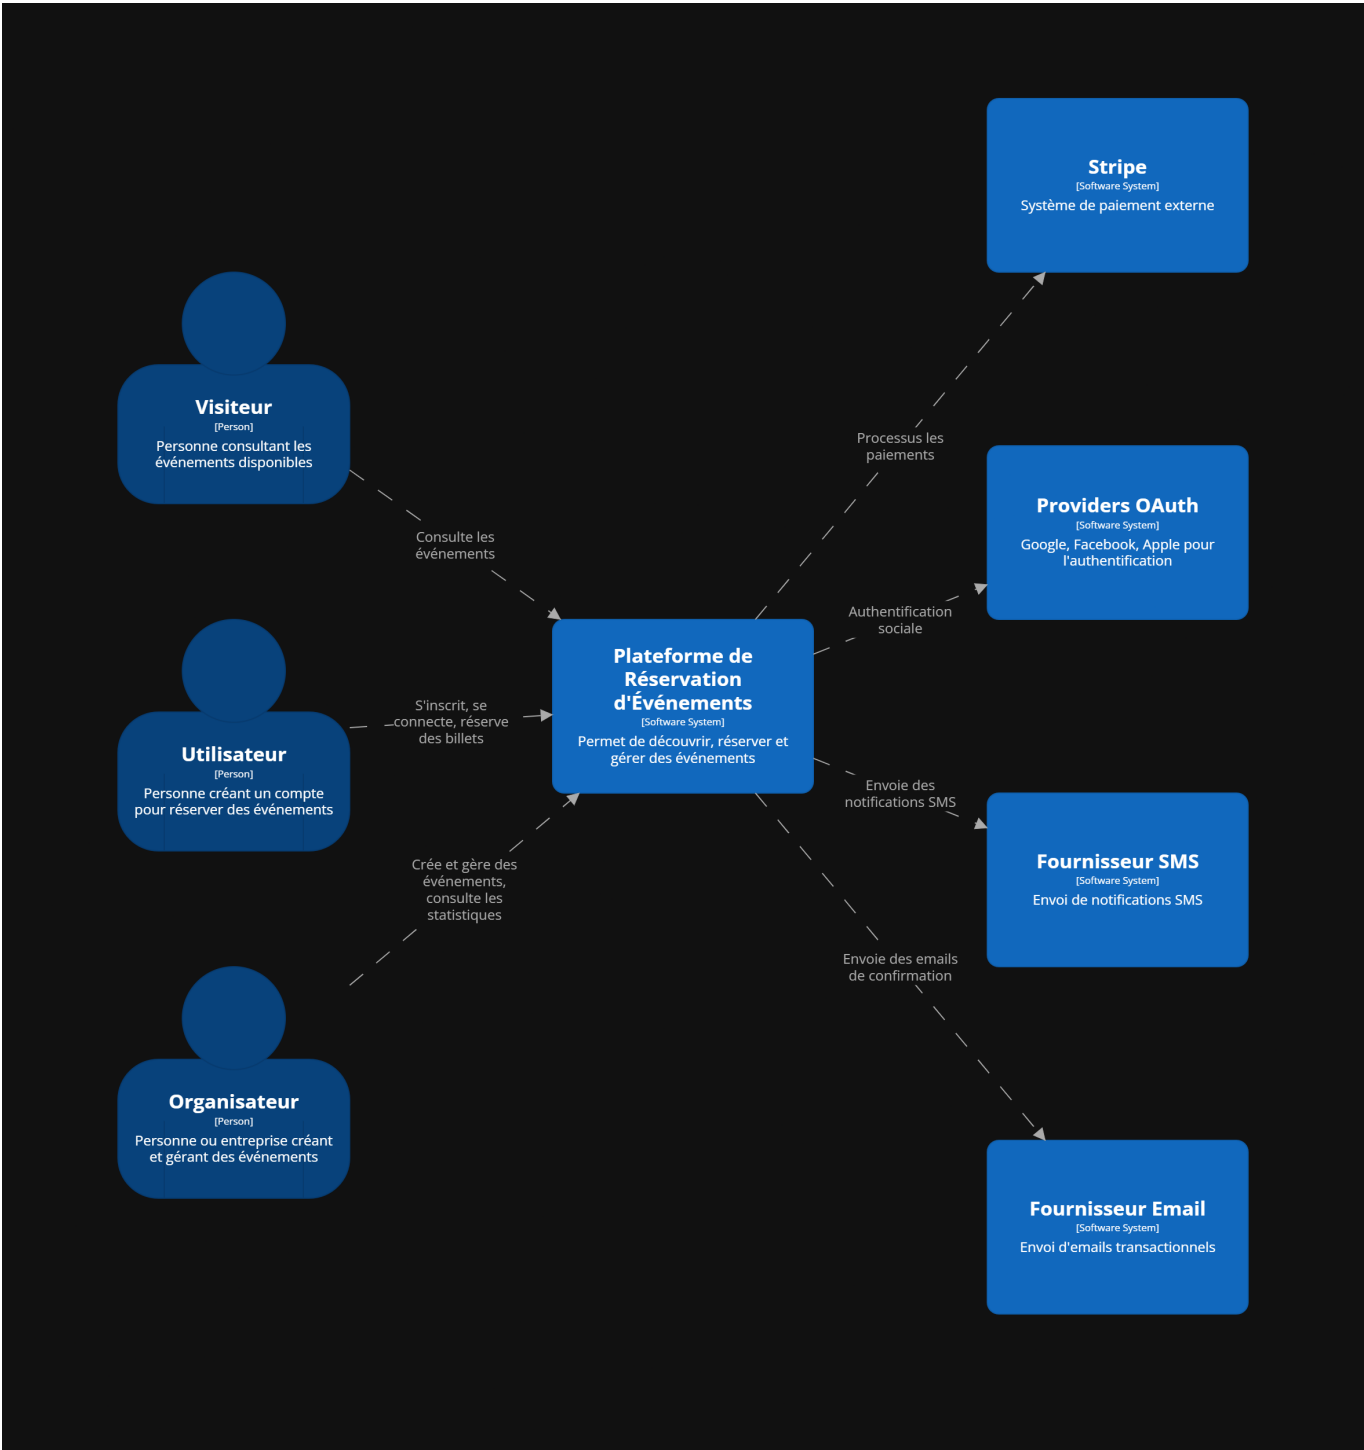 Stripe
[Software System]
Système de paiement externe
Visiteur
[Person]
Personne consultant les
événements disponibles
Processus les
paiements
Providers OAuth
[Software System]
Google, Facebook, Apple pour
l'authentification
Consulte les
événements
Authentification
sociale
Plateforme de
Réservation
d'Événements
[Software System]
Permet de découvrir, réserver et
gérer des événements
S'inscrit, se
connecte, réserve
des billets
Utilisateur
[Person]
Personne créant un compte
pour réserver des événements
Envoie des
notifications SMS
Fournisseur SMS
[Software System]
Envoi de notifications SMS
Crée et gère des
événements,
consulte les
statistiques
Envoie des emails
de confirmation
Organisateur
[Person]
Personne ou entreprise créant
et gérant des événements
Fournisseur Email
[Software System]
Envoi d'emails transactionnels